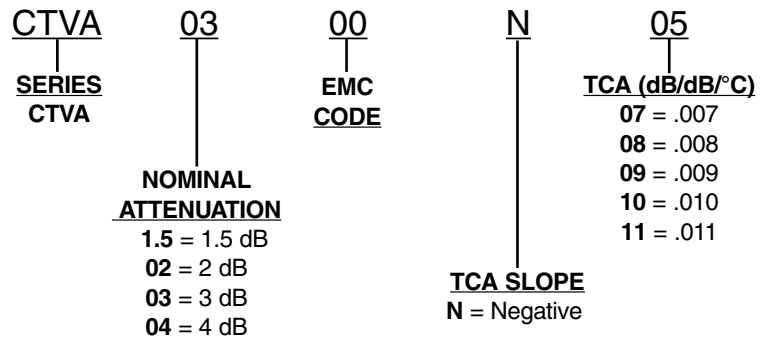 CTVA 03 00 N 05
SERIES
CTVA
EMC
CODE
TCA (dB/dB/°C)
07 = .007
08 = .008
09 = .009
10 = .010
11 = .011
NOMINAL
ATTENUATION
1.5 = 1.5 dB
02 = 2 dB
03 = 3 dB
04 = 4 dB
TCA SLOPE
N = Negative